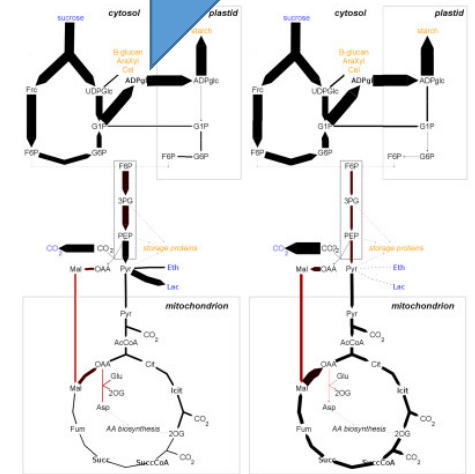 sucrose
cytosol
plastid
starch
B-glucan
AraXyl
Cel
Frc
UDPGlc
ADPgl
ADPglc
G1P
G1P
F6P
G6P
F6P
G6P
F6P
3PG
PEP
CO2
CO2
storage proteins
Mal
OAA
Pyr
Eth
Lac
mitochondrion
Pyr
CO2
AcCoA
OAA
Cit
Mal
Glu
2OG
Icit
Asp
Fum
AA biosynthesis
CO2
2OG
Succ
SuccCoA
CO2
sucrose
cytosol
plastid
starch
B-glucan
AraXyl
Cel
Frc
UDPGlc
ADPglc
ADPglc
G1P
G1P
F6P
G6P
F6P
G6P
F6P
3PG
PEP
CO2
CO2
storage proteins
Mal
OAA
Pyr
Eth
Lac
mitochondrion
Pyr
CO2
AcCoA
OAA
Cit
Mal
Glu
2OG
Icit
Asp
Fum
AA biosynthesis
CO2
2OG
Succ
SuccCoA
CO2